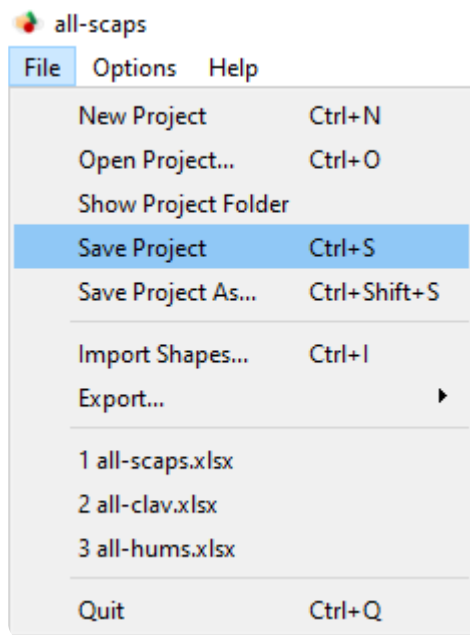 all-scaps
File Options Help
New Project Ctrl+N
Open Project... Ctrl+O
Show Project Folder
Save Project Ctrl+S
Save Project As... Ctrl+Shift+S
Import Shapes... Ctrl+I
Export...
1 all-scaps.xlsx
2 all-clav.xlsx
3 all-hums.xlsx
Quit Ctrl+Q